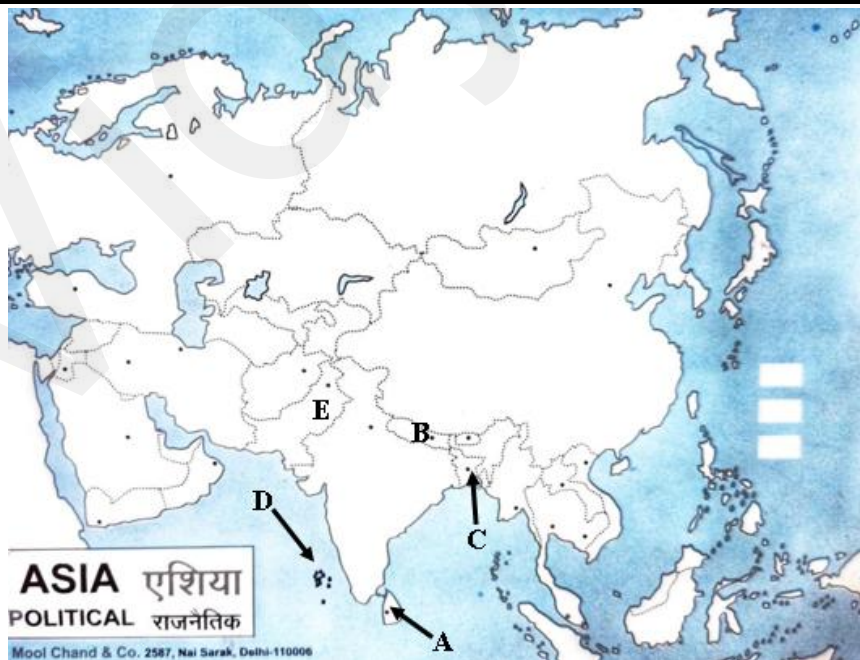 E
B
D
C
ASIA एशिया
POLITICAL राजनैतिक
A
Mool Chand & Co. 2587, Nai Sarak, Delhi-110006